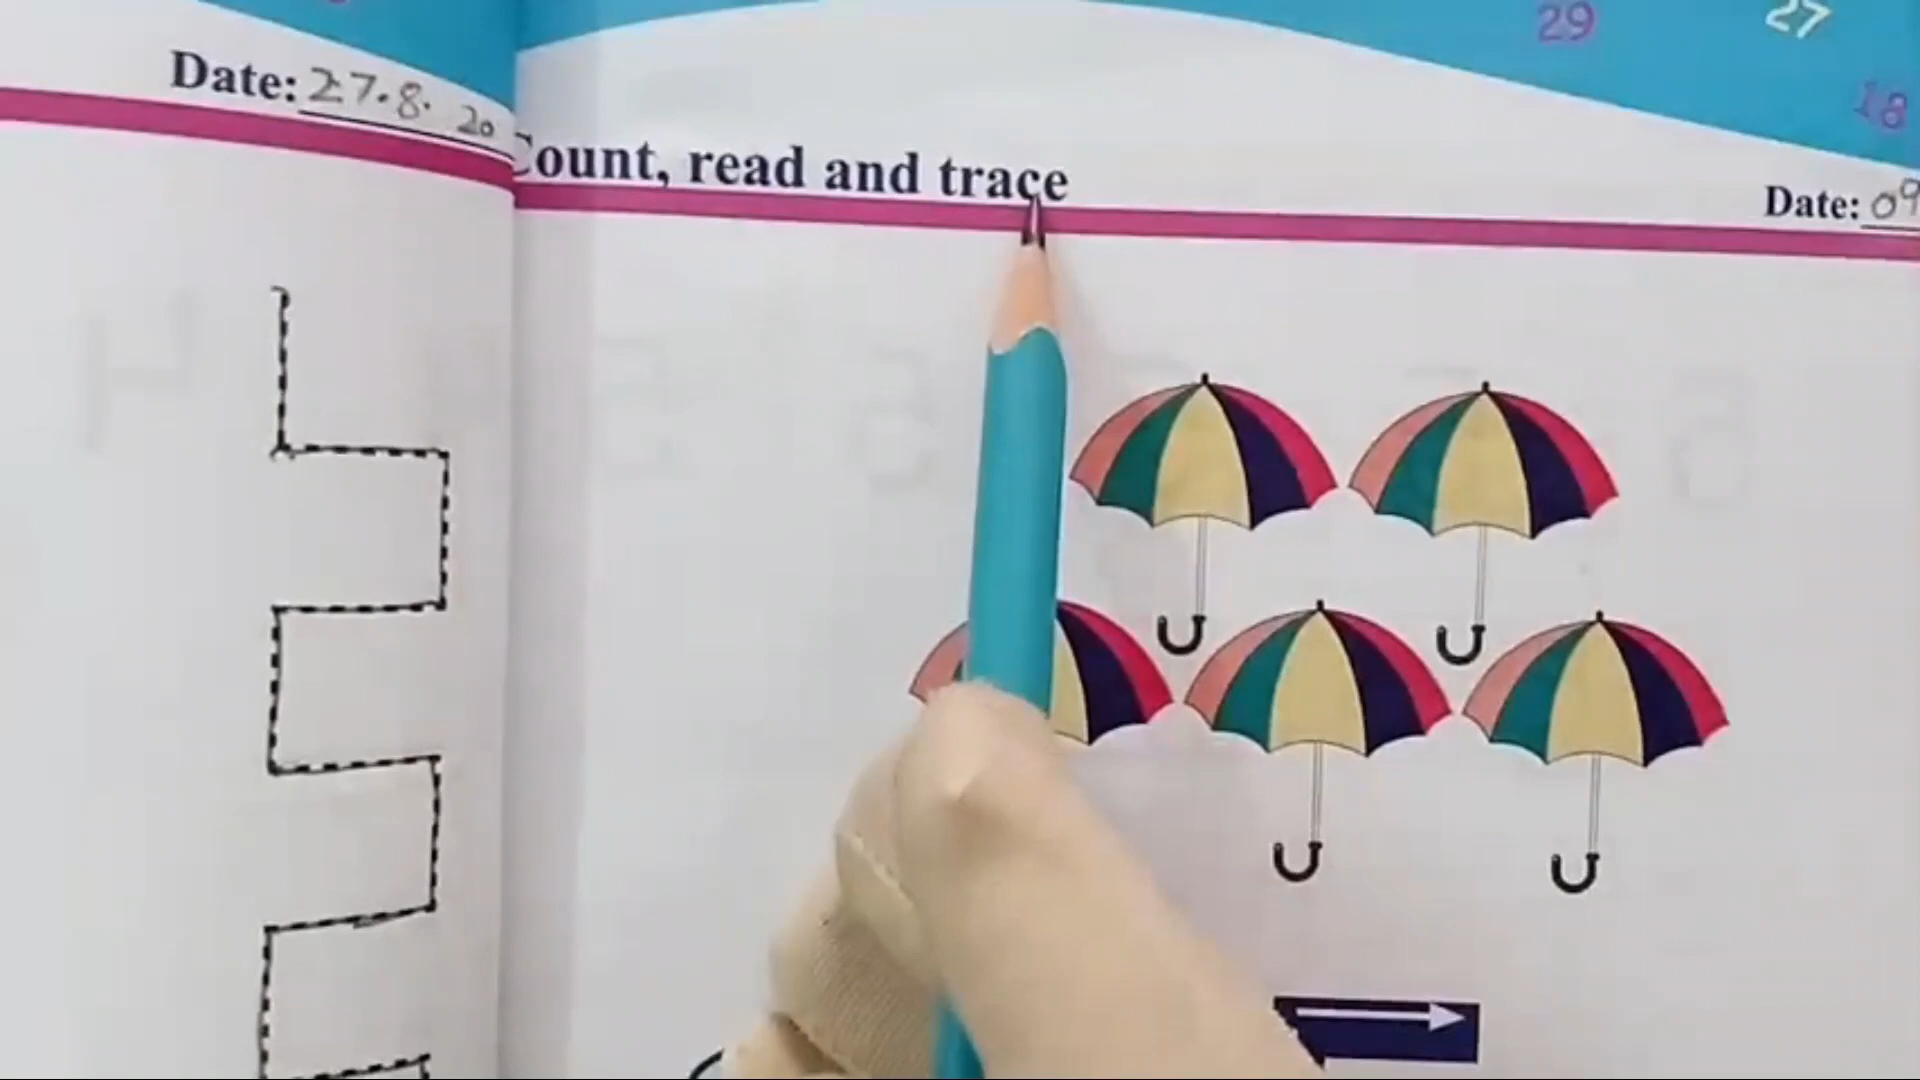 Date: 27.8. 20
29
27
18
Count, read and trace
Date: 09